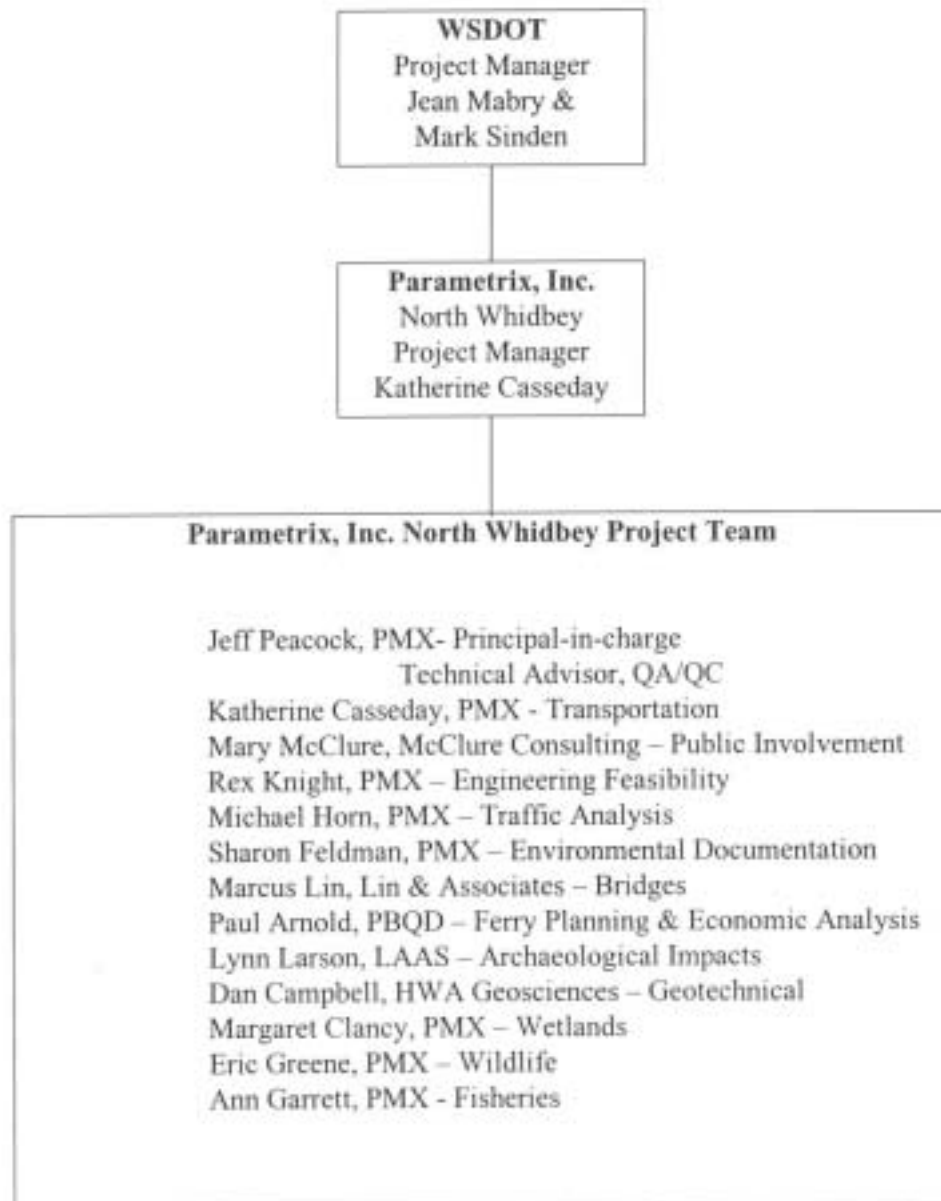 WSDOT
Project Manager
Jean Mabry &
Mark Sinden
Parametrix, Inc.
North Whidbey
Project Manager
Katherine Casseday
Parametrix, Inc. North Whidbey Project Team
Jeff Peacock, PMX- Principal-in-charge
Technical Advisor, QA/QC
Katherine Casseday, PMX - Transportation
Mary McClure, McClure Consulting – Public Involvement
Rex Knight, PMX – Engineering Feasibility
Michael Horn, PMX – Traffic Analysis
Sharon Feldman, PMX – Environmental Documentation
Marcus Lin, Lin & Associates – Bridges
Paul Arnold, PBQD – Ferry Planning & Economic Analysis
Lynn Larson, LAAS – Archaeological Impacts
Dan Campbell, HWA Geosciences – Geotechnical
Margaret Clancy, PMX – Wetlands
Eric Greene, PMX – Wildlife
Ann Garrett, PMX - Fisheries